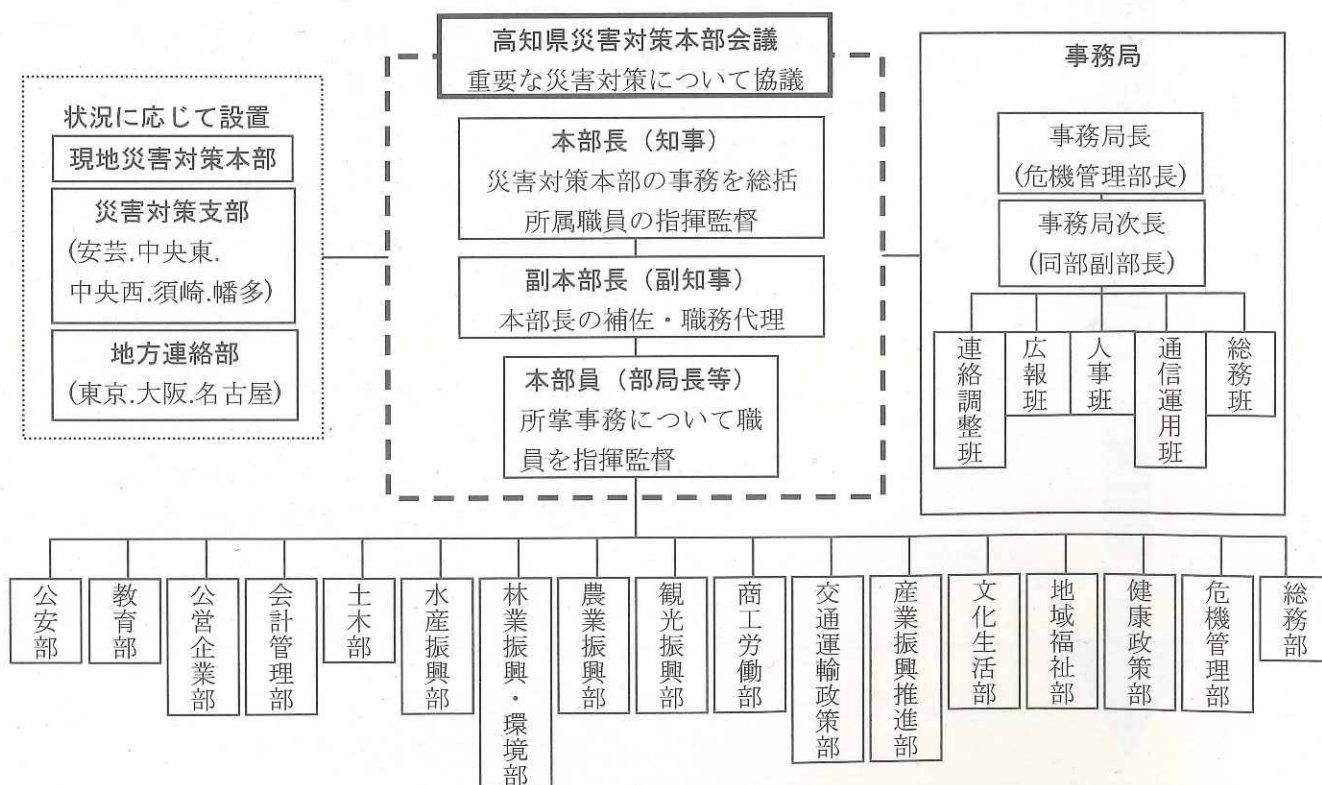 高知県災害対策本部会議
重要な災害対策について協議
状況に応じて設置
現地災害対策本部
災害対策支部
(安芸.中央東.
中央西.須崎.幡多)
地方連絡部
(東京.大阪.名古屋)
本部長（知事）
災害対策本部の事務を総括
所属職員の指揮監督
副本部長（副知事）
本部長の補佐・職務代理
本部員（部局長等）
所掌事務について職
員を指揮監督
事務局
事務局長
(危機管理部長)
事務局次長
(同部副部長)
総務班
通信運用班
人事班
広報班
連絡調整班
総務部
危機管理部
健康政策部
地域福祉部
文化生活部
産業振興推進部
交通運輸政策部
商工労働部
観光振興部
農業振興部
林業振興・環境部
水産振興部
土木部
会計管理部
公営企業部
教育部
公安部